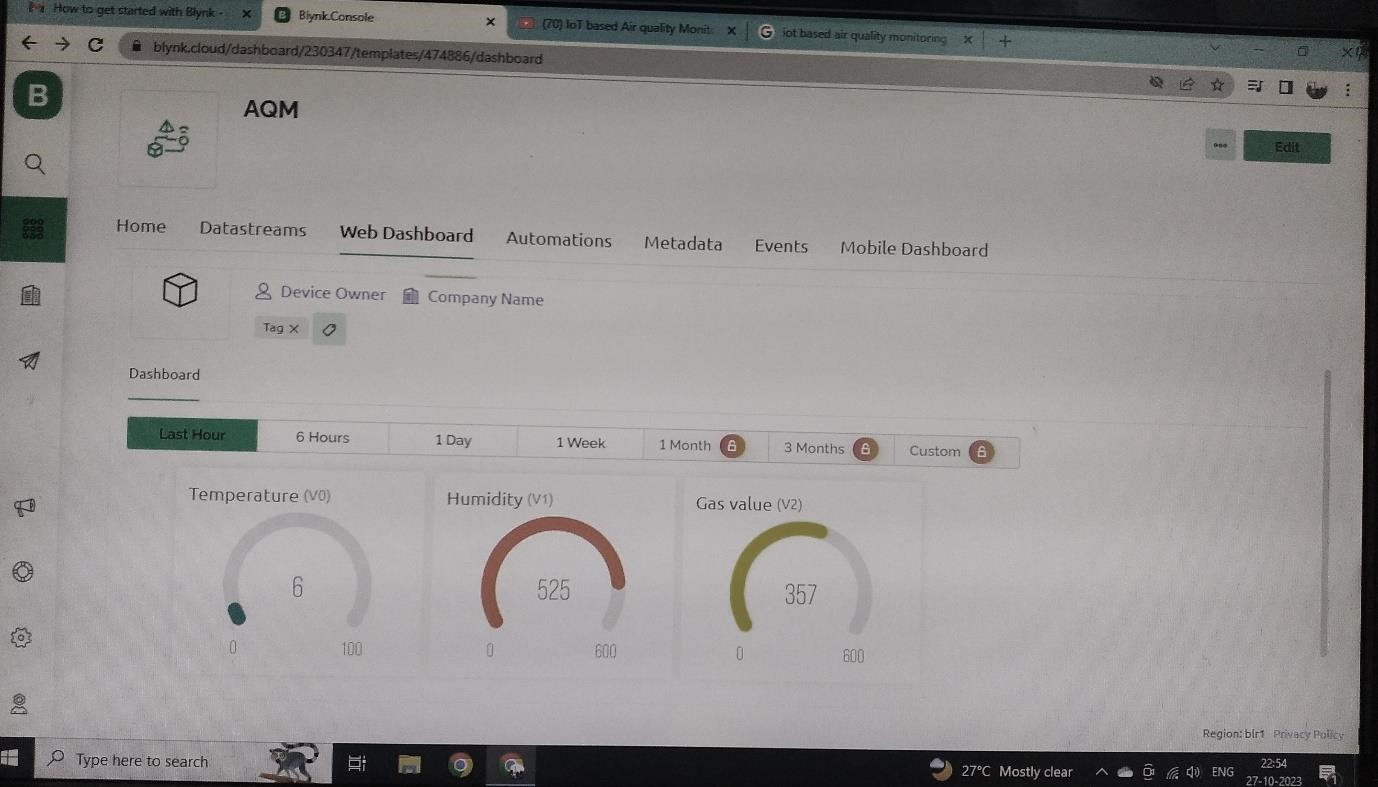 How to get started with Blynk -
Blynk.Console
(70) IoT based Air quality Monit
iot based air quality monitoring
blynk.cloud/dashboard/230347/templates/474886/dashboard
B
AQM
Edit
Home Datastreams Web Dashboard Automations Metadata Events Mobile Dashboard
Device Owner Company Name
Tag
Dashboard
Last Hour 6 Hours 1 Day 1 Week 1 Month 3 Months Custom
Temperature (V0) Humidity (V1) Gas value (V2)
6 525 357
0 100 0 600 0 600
Region: blr1 Privacy Policy
Type here to search
27°C Mostly clear
ENG
22:54
27-10-2023
1